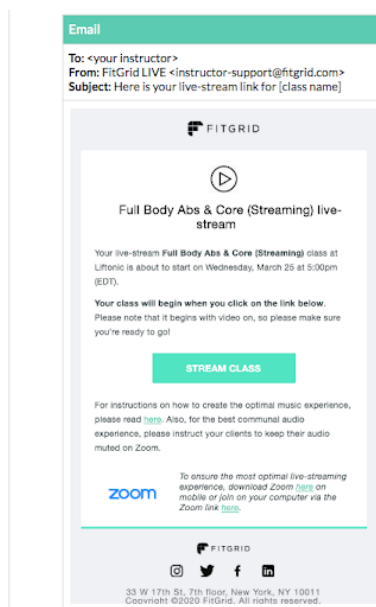 Email
To: <your instructor>
From: FitGrid LIVE <instructor-support@fitgrid.com>
Subject: Here is your live-stream link for [class name]
FITGRID
Full Body Abs & Core (Streaming) live-
stream
Your live-stream Full Body Abs & Core (Streaming) class at
Liftonic is about to start on Wednesday, March 25 at 5:00pm
(EDT).
Your class will begin when you click on the link below.
Please note that it begins with video on, so please make sure
you're ready to go!
STREAM CLASS
For instructions on how to create the optimal music experience,
please read here. Also, for the best communal audio
experience, please instruct your clients to keep their audio
muted on Zoom.
zoom
To ensure the most optimal live-streaming
experience, download Zoom here on
mobile or join on your computer via the
Zoom link here.
FITGRID
33 W 17th St, 7th floor, New York, NY 10011
Copyright ©2020 FitGrid. All rights reserved.